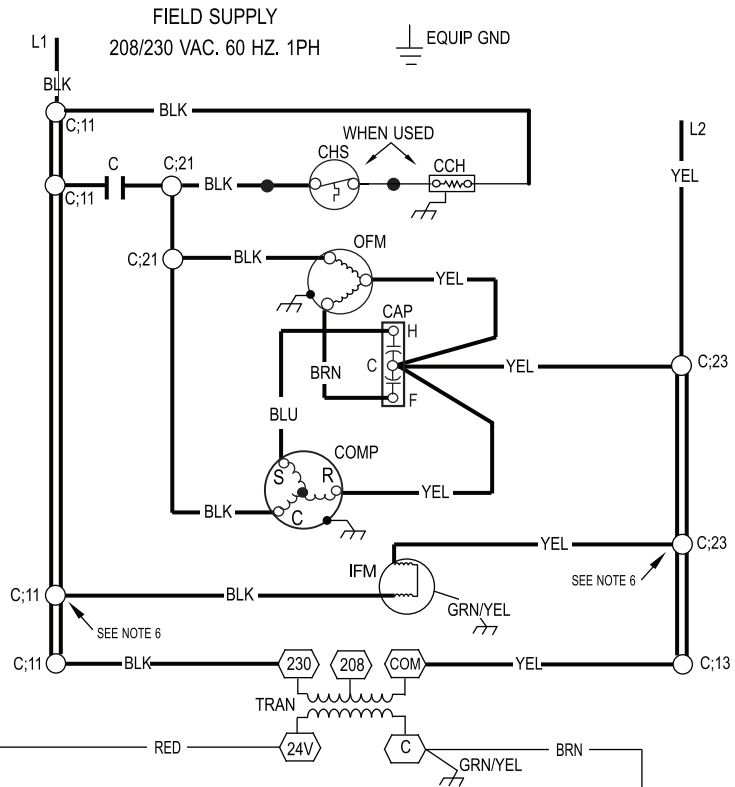 FIELD SUPPLY
L1
208/230 VAC. 60 HZ. 1PH
EQUIP GND
BLK
BLK
C;11
L2
WHEN USED
C
C;21
CHS
CCH
BLK
YEL
C;11
OFM
C;21
BLK
YEL
CAP
H
C
YEL
C;23
BRN
F
BLU
COMP
S
R
YEL
BLK
C
YEL
C;23
IFM
SEE NOTE 6
C;11
BLK
GRN/YEL
SEE NOTE 6
C;11
BLK
230
208
COM
YEL
C;13
TRAN
RED
24V
C
BRN
GRN/YEL